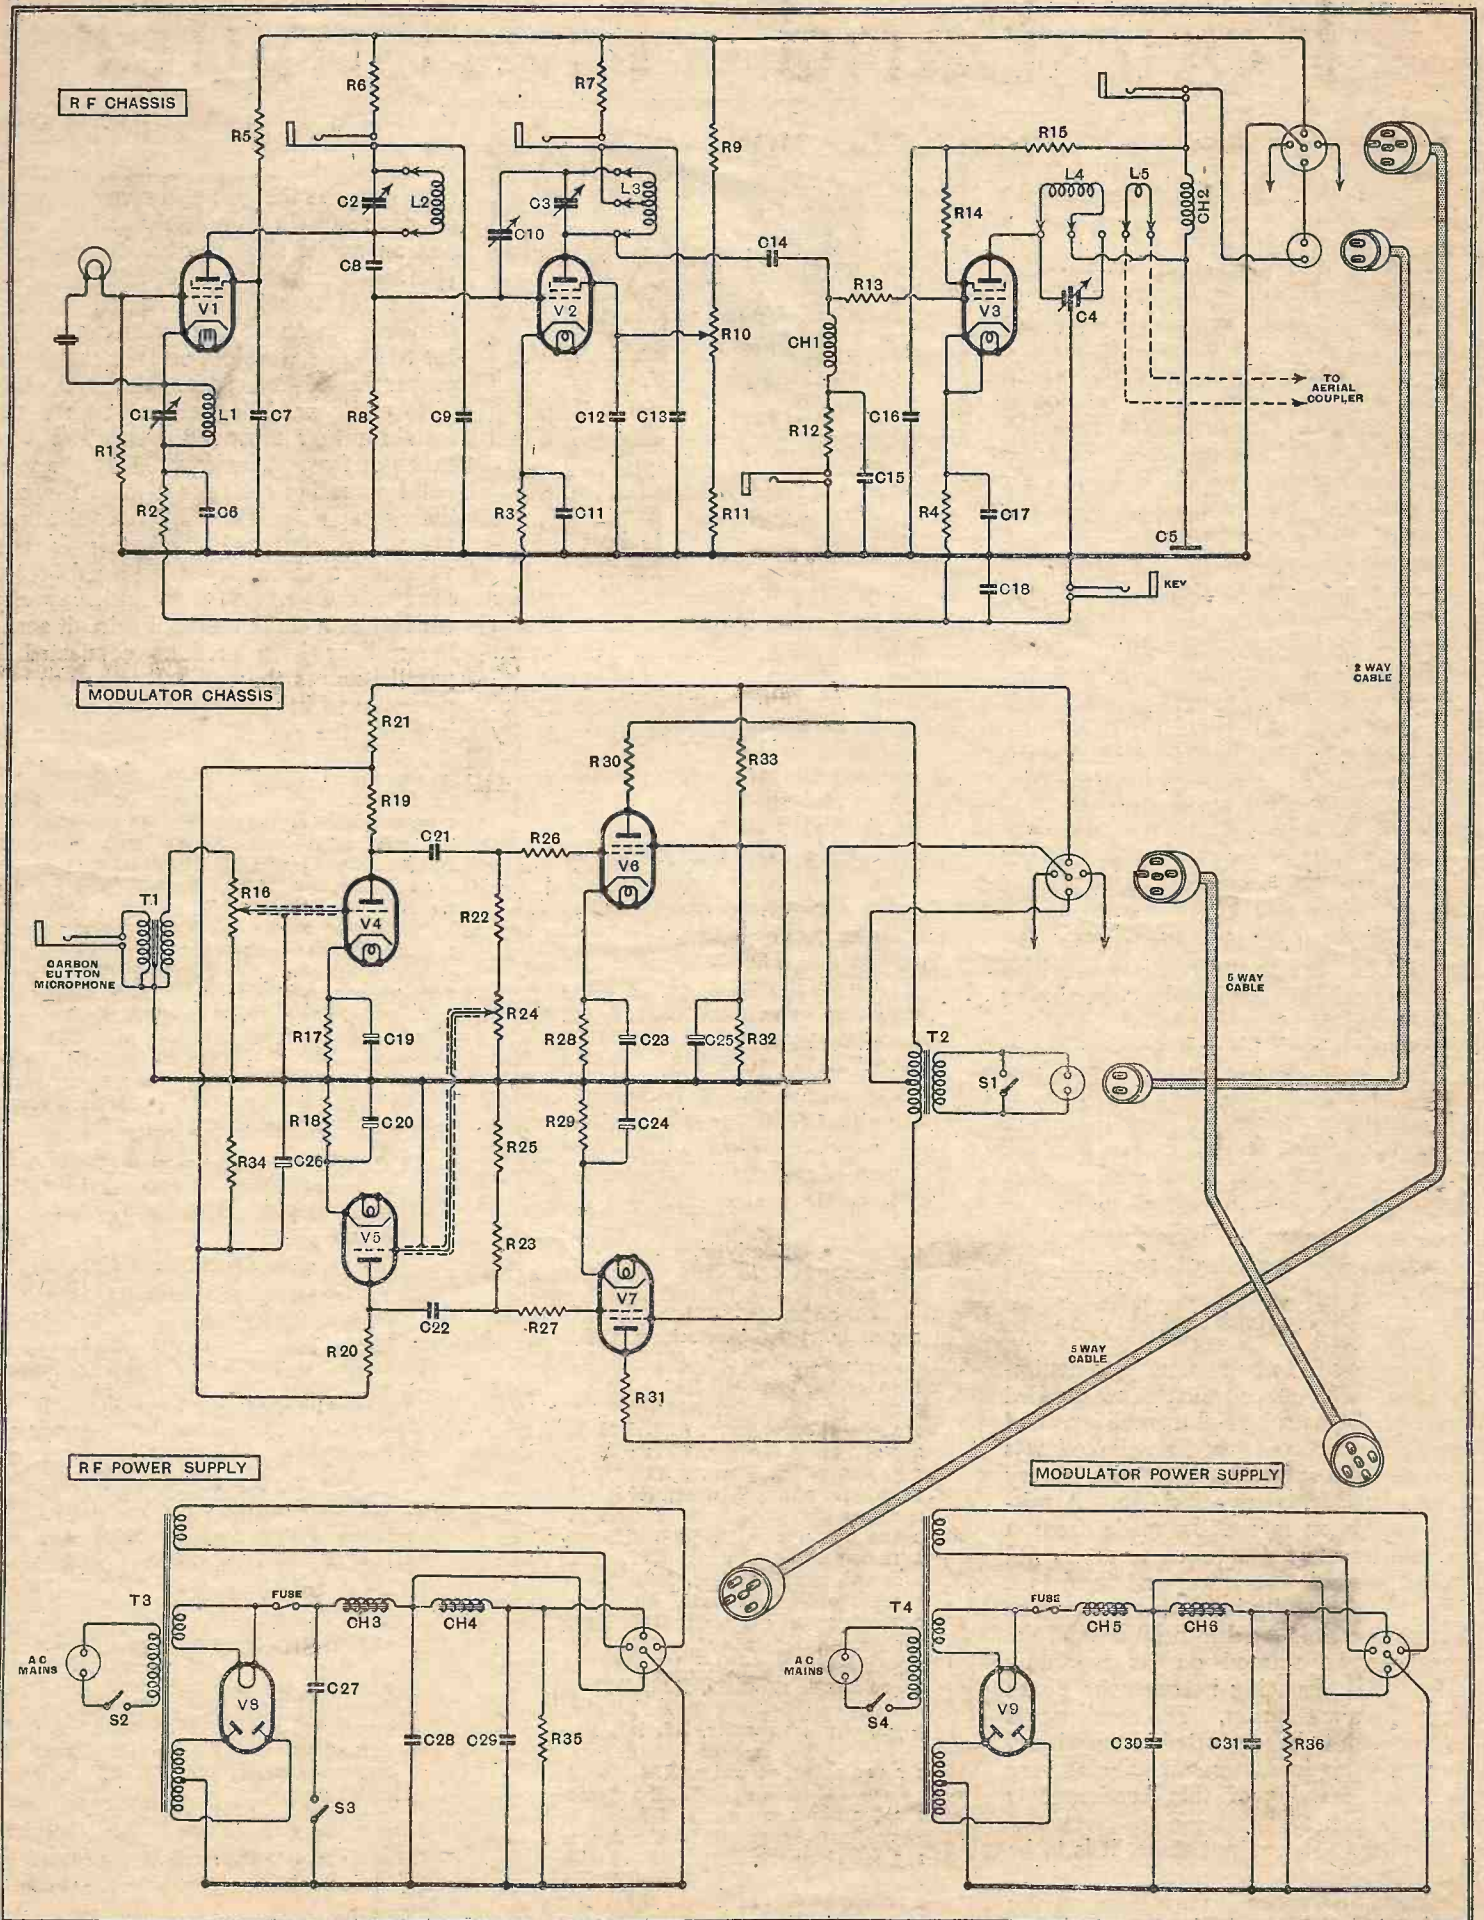 R F CHASSIS
R6
R7
R5
R9
R15
C2
L2
C3
L3
C10
R14
L4
L5
CH2
C8
C14
V1
V2
R10
CH1
R13
V3
C4
TO
AERIAL
COUPLER
R1
C1
L1
C7
R8
C9
C12
C13
R12
C16
C15
R2
C6
R3
C11
R11
R4
C17
C5
C18
KEY
2 WAY
CABLE
MODULATOR CHASSIS
R21
R30
R33
R19
C21
R26
V6
T1
R16
V4
R22
CARBON
BUTTON
MICROPHONE
5 WAY
CABLE
R17
C19
R24
R28
C23
C25
R32
T2
S1
R18
C20
R29
C24
R34
C26
R25
V5
R23
V7
C22
R27
R20
R31
5 WAY
CABLE
RF POWER SUPPLY
MODULATOR POWER SUPPLY
T3
FUSE
CH3
CH4
AC
MAINS
S2
V8
C27
C28
C29
R35
S3
T4
FUSE
CH5
CH6
AC
MAINS
S4
V9
C30
C31
R36